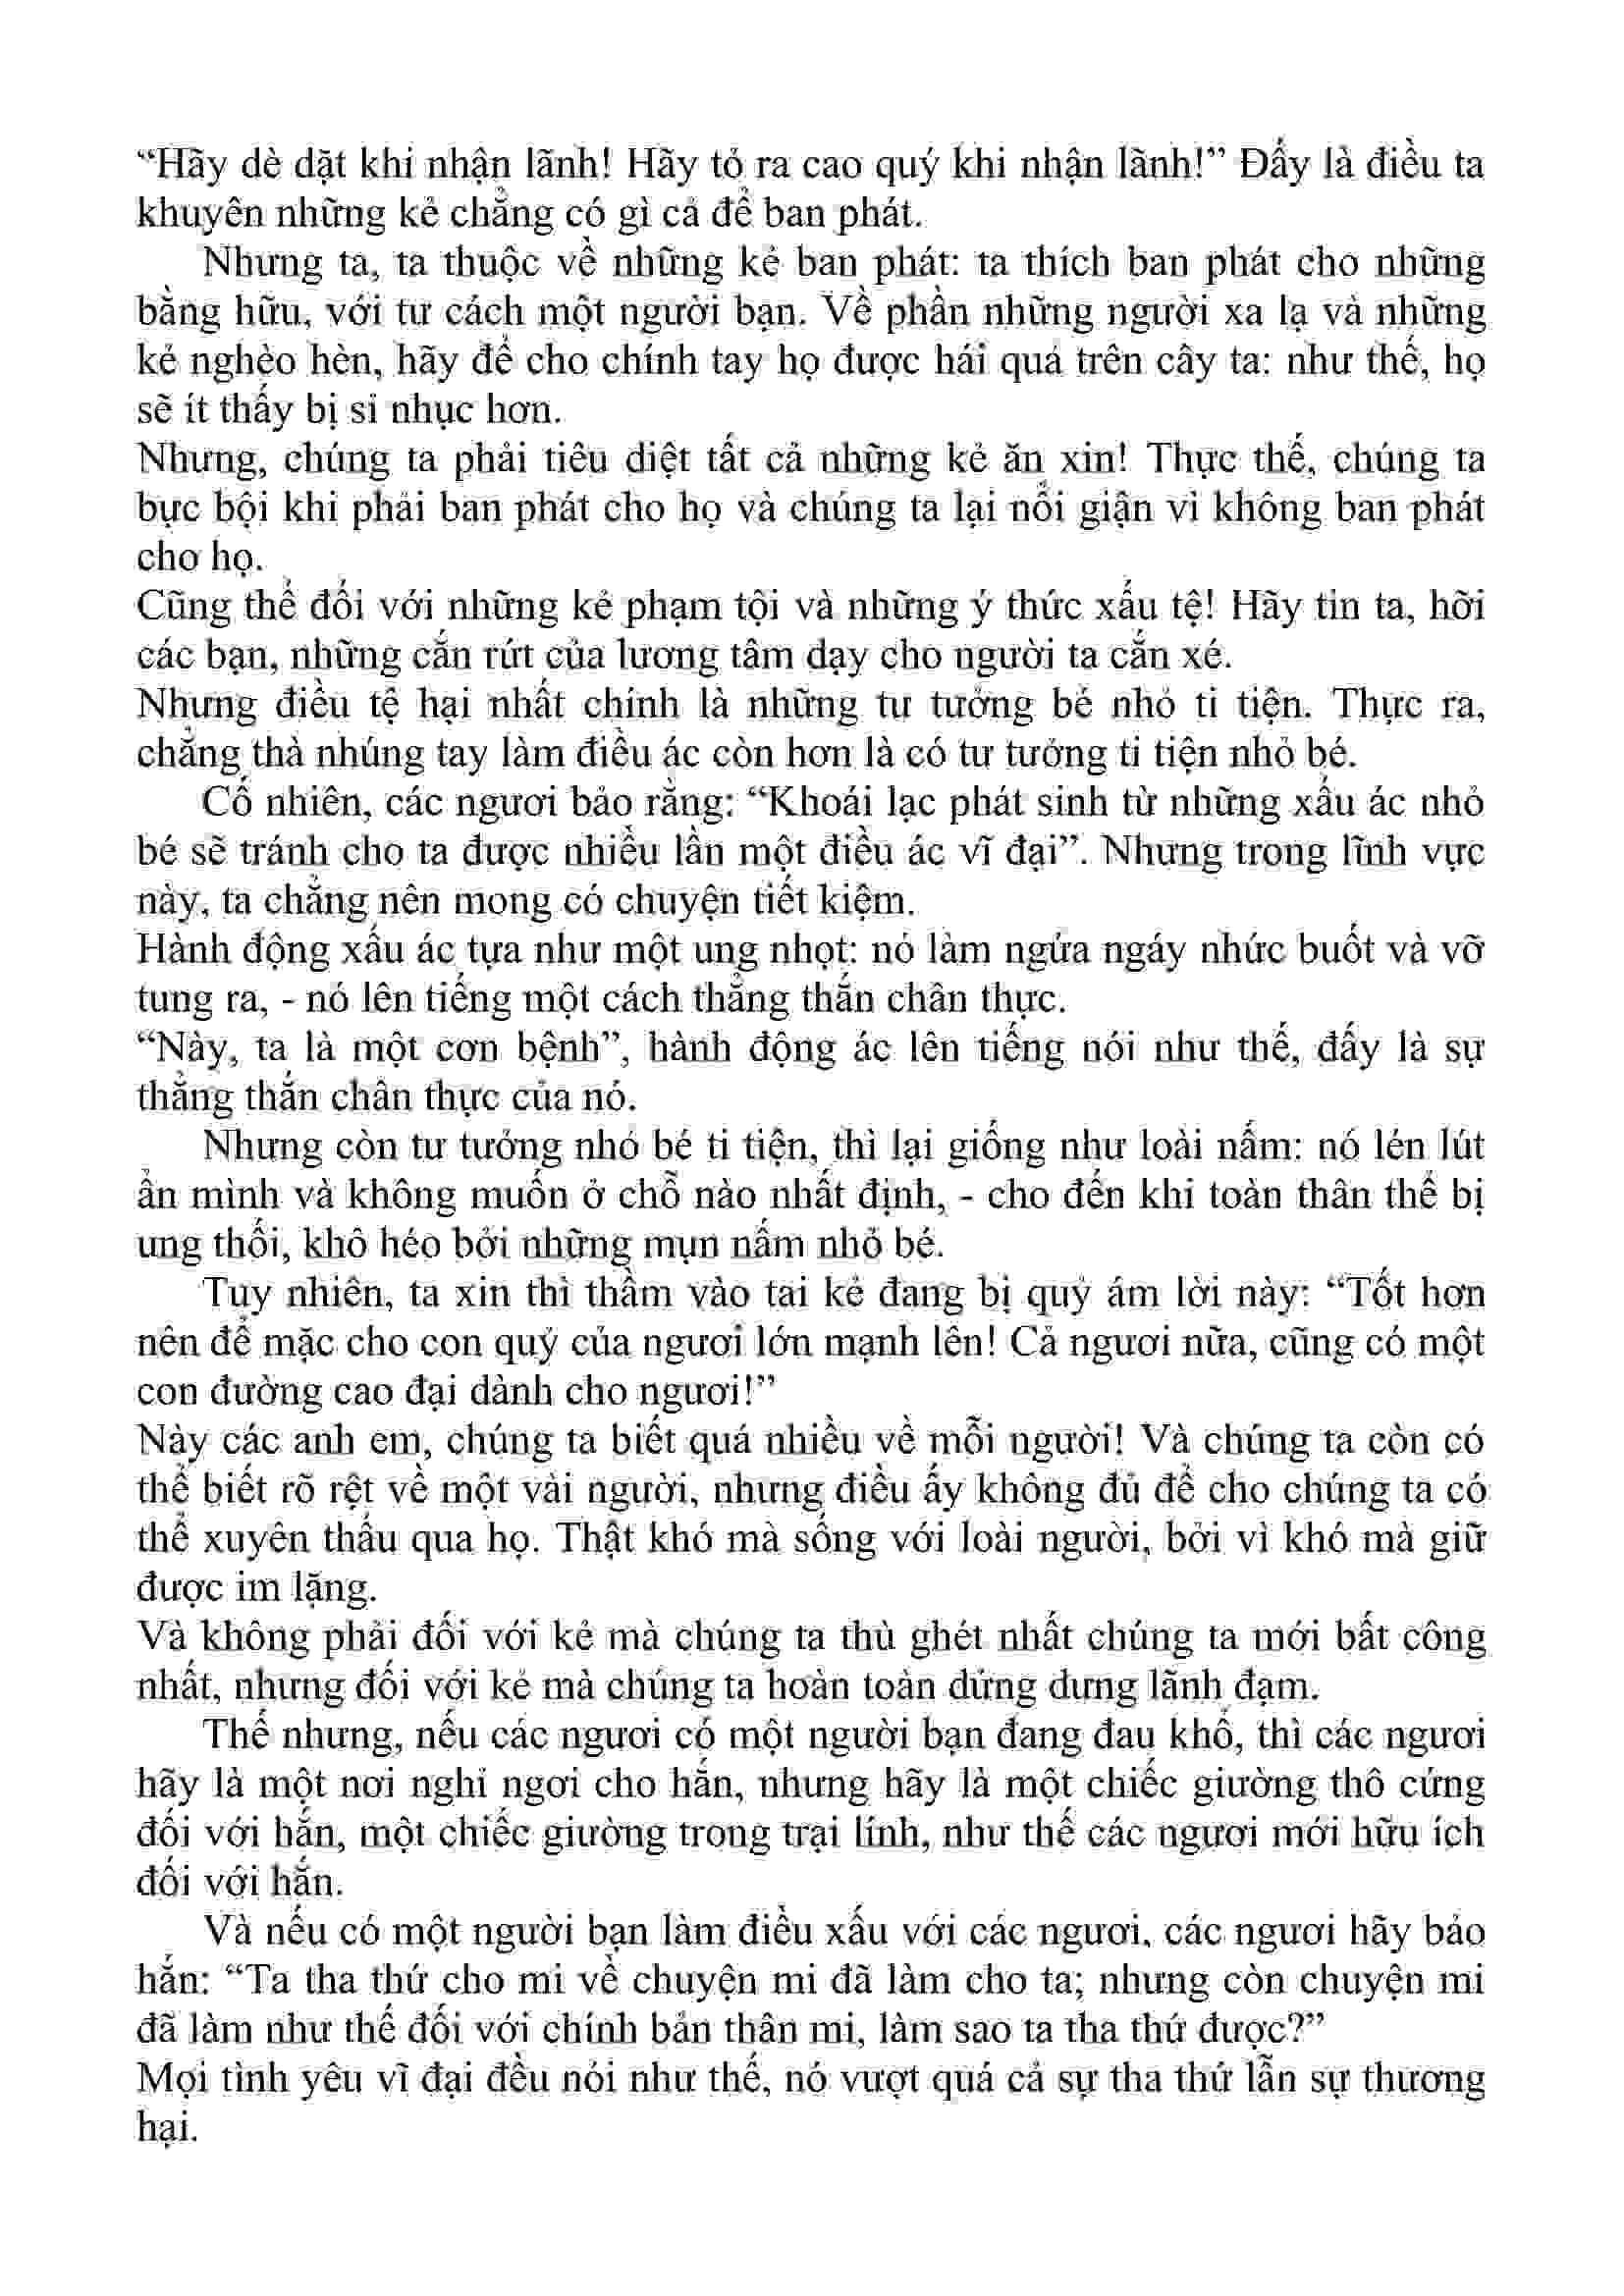 “Hãy dè dặt khi nhận lãnh! Hãy tỏ ra cao quý khi nhận lãnh!” Đấy là điều ta
khuyên những kẻ chẳng có gì cả để ban phát.
Nhưng ta, ta thuộc về những kẻ ban phát: ta thích ban phát cho những
bằng hữu, với tư cách một người bạn. Về phần những người xa lạ và những
kẻ nghèo hèn, hãy để cho chính tay họ được hái quả trên cây ta: như thế, họ
sẽ ít thấy bị sỉ nhục hơn.
Nhưng, chúng ta phải tiêu diệt tất cả những kẻ ăn xin! Thực thế, chúng ta
bực bội khi phải ban phát cho họ và chúng ta lại nổi giận vì không ban phát
cho họ.
Cũng thế đối với những kẻ phạm tội và những ý thức xấu tệ! Hãy tin ta, hỡi
các bạn, những cắn rứt của lương tâm dạy cho người ta cắn xé.
Nhưng điều tệ hại nhất chính là những tư tưởng bé nhỏ ti tiện. Thực ra,
chẳng thà nhúng tay làm điều ác còn hơn là có tư tưởng ti tiện nhỏ bé.
Cố nhiên, các ngươi bảo rằng: “Khoái lạc phát sinh từ những xấu ác nhỏ
bé sẽ tránh cho ta được nhiều lần một điều ác vĩ đại”. Nhưng trong lĩnh vực
này, ta chẳng nên mong có chuyện tiết kiệm.
Hành động xấu ác tựa như một ung nhọt: nó làm ngứa ngáy nhức buốt và vỡ
tung ra, - nó lên tiếng một cách thẳng thắn chân thực.
“Này, ta là một cơn bệnh”, hành động ác lên tiếng nói như thế, đấy là sự
thẳng thắn chân thực của nó.
Nhưng còn tư tưởng nhỏ bé ti tiện, thì lại giống như loài nấm: nó lén lút
ẩn mình và không muốn ở chỗ nào nhất định, - cho đến khi toàn thân thể bị
ung thối, khô héo bởi những mụn nấm nhỏ bé.
Tuy nhiên, ta xin thì thầm vào tai kẻ đang bị quỷ ám lời này: “Tốt hơn
nên để mặc cho con quỷ của ngươi lớn mạnh lên! Cả ngươi nữa, cũng có một
con đường cao đại dành cho ngươi!”
Này các anh em, chúng ta biết quá nhiều về mỗi người! Và chúng ta còn có
thể biết rõ rệt về một vài người, nhưng điều ấy không đủ để cho chúng ta có
thể xuyên thấu qua họ. Thật khó mà sống với loài người, bởi vì khó mà giữ
được im lặng.
Và không phải đối với kẻ mà chúng ta thù ghét nhất chúng ta mới bất công
nhất, nhưng đối với kẻ mà chúng ta hoàn toàn dửng dưng lãnh đạm.
Thế nhưng, nếu các ngươi có một người bạn đang đau khổ, thì các ngươi
hãy là một nơi nghỉ ngơi cho hắn, nhưng hãy là một chiếc giường thô cứng
đối với hắn, một chiếc giường trong trại lính, như thế các ngươi mới hữu ích
đối với hắn.
Và nếu có một người bạn làm điều xấu với các ngươi, các ngươi hãy bảo
hắn: “Ta tha thứ cho mi về chuyện mi đã làm cho ta; nhưng còn chuyện mi
đã làm như thế đối với chính bản thân mi, làm sao ta tha thứ được?”
Mọi tình yêu vĩ đại đều nói như thế, nó vượt quá cả sự tha thứ lẫn sự thương
hại.